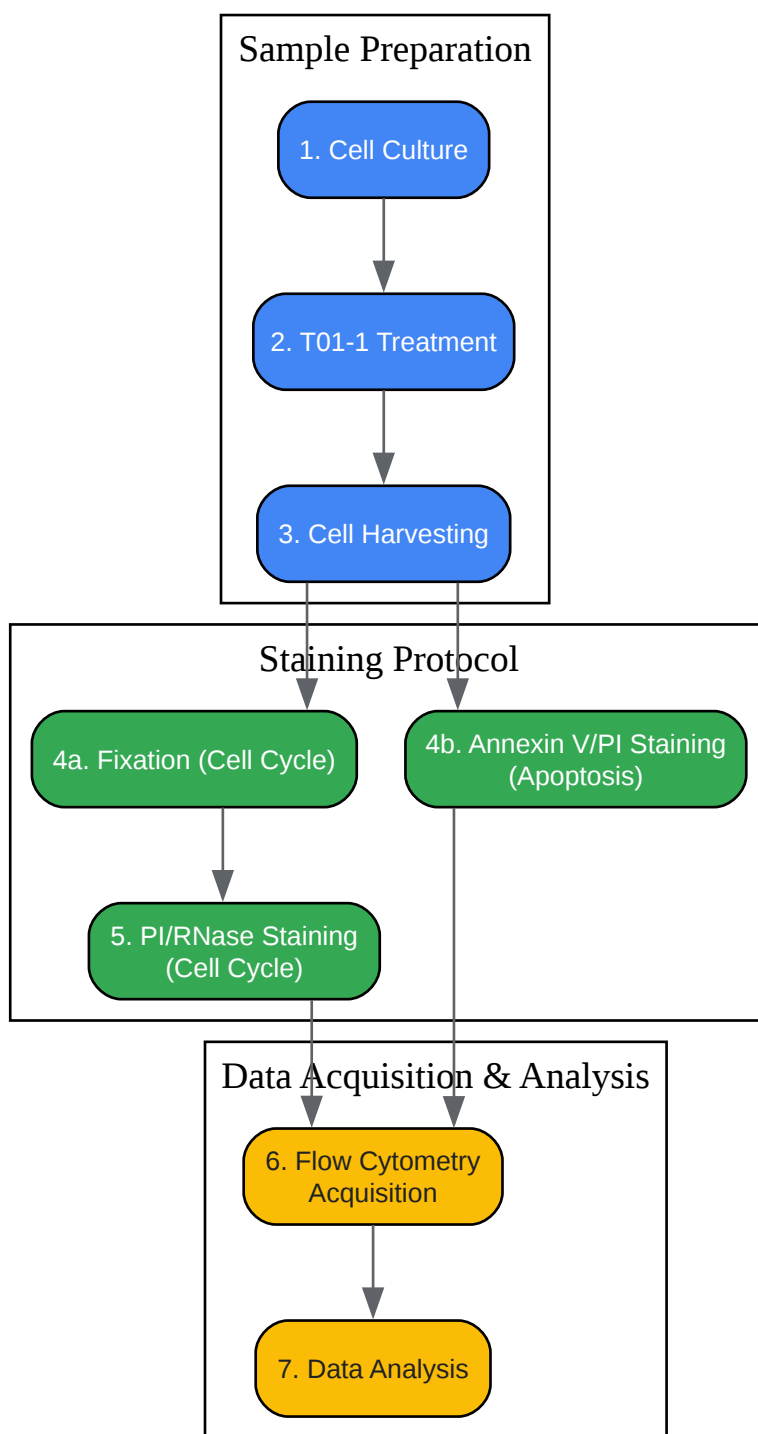 Sample Preparation
1. Cell Culture
2. T01-1 Treatment
3. Cell Harvesting
Staining Protocol
4a. Fixation (Cell Cycle)
4b. Annexin V/PI Staining
(Apoptosis)
5. PI/RNase Staining
(Cell Cycle)
Data Acquisition & Analysis
6. Flow Cytometry
Acquisition
7. Data Analysis